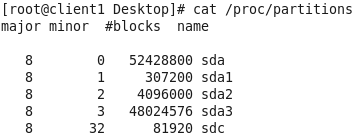 [root@client1 Desktop]# cat /proc/partitions
major minor  #blocks  name

   8        0   52428800 sda
   8        1     307200 sda1
   8        2    4096000 sda2
   8        3   48024576 sda3
   8       32      81920 sdc